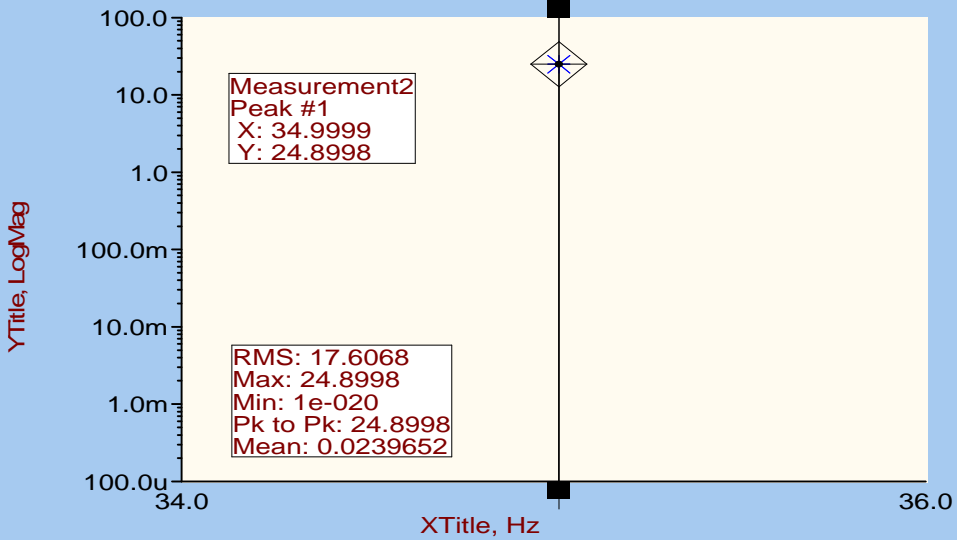 100.0
10.0
1.0
100.0m
10.0m
1.0m
100.0u
YTitle, LogMag
Measurement2
Peak #1
X: 34.9999
Y: 24.8998
RMS: 17.6068
Max: 24.8998
Min: 1e-020
Pk to Pk: 24.8998
Mean: 0.0239652
34.0
36.0
XTitle, Hz